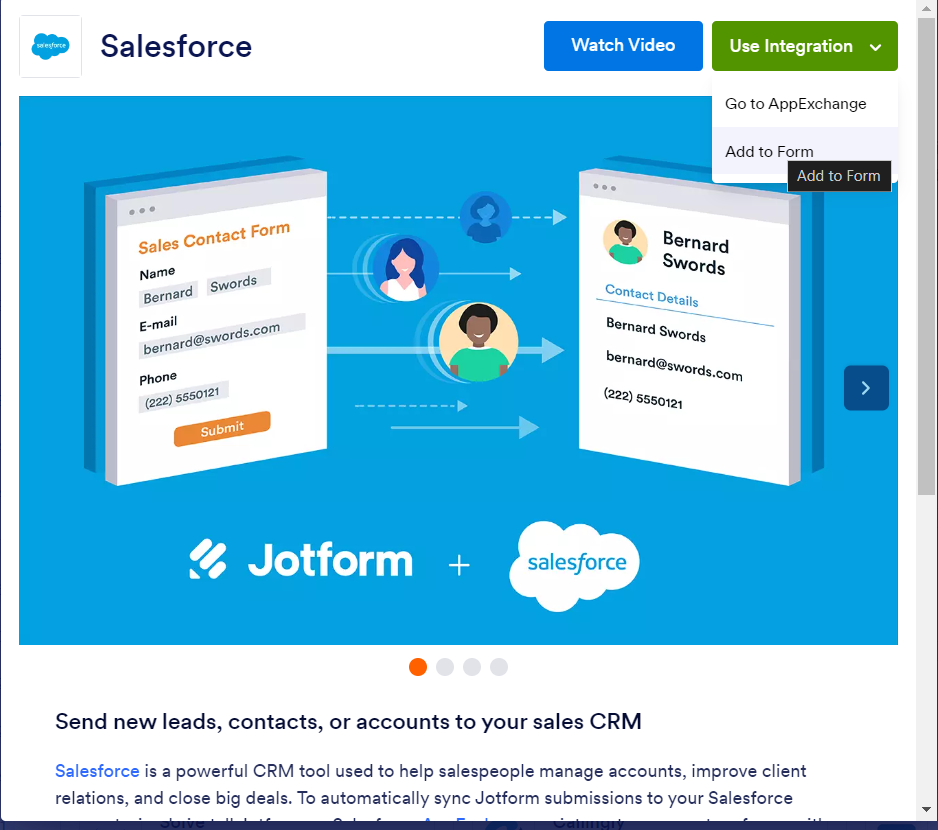 salesforce
Salesforce
Watch Video
Use Integration
Go to AppExchange
Add to Form
Add to Form
Sales Contact Form
Name
Bernard Swords
E-mail
bernard@swords.com
Phone
(222) 5550121
Submit
Bernard
Swords
Contact Details
Bernard Swords
bernard@swords.com
(222) 5550121
Jotform + salesforce
Send new leads, contacts, or accounts to your sales CRM
Salesforce is a powerful CRM tool used to help salespeople manage accounts, improve client
relations, and close big deals. To automatically sync Jotform submissions to your Salesforce